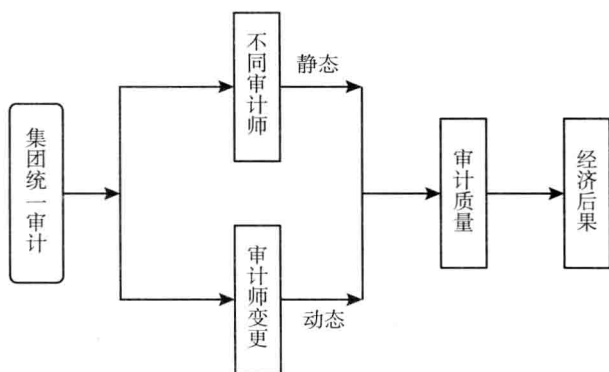 集团统一审计
不同审计师
静态
审计师变更
动态
审计质量
经济后果